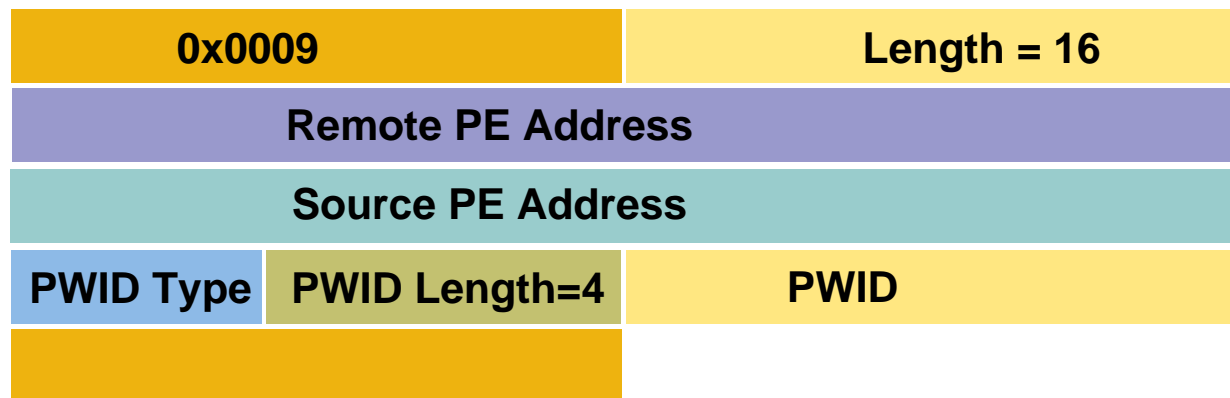 0x0009 Length = 16
Remote PE Address
Source PE Address
PWID Type PWID Length=4 PWID